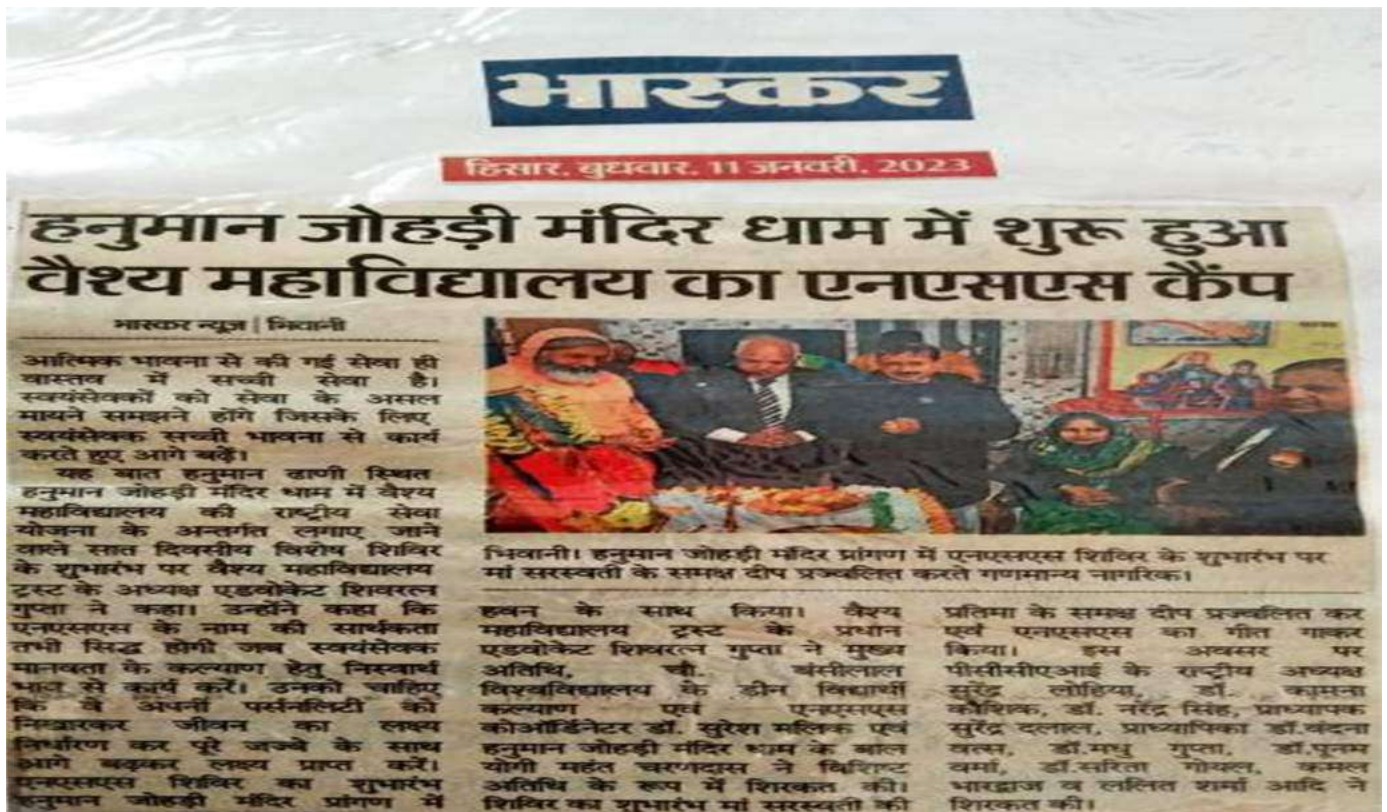 भास्कर
हिसार, बुधवार, 11 जनवरी, 2023
हनुमान जोहड़ी मंदिर धाम में शुरू हुआ
वैश्य महाविद्यालय का एनएसएस कैंप
भास्कर न्यूज | भिवानी
आत्मिक भावना से की गई सेवा ही
वास्तव में सच्ची सेवा है।
स्वयंसेवकों को सेवा के असल
मायने समझने होंगे जिसके लिए
स्वयंसेवक सच्ची भावना से कार्य
करते हुए आगे बढ़ें।
यह बात हनुमान ढाणी स्थित
हनुमान जोहड़ी मंदिर धाम में वैश्य
महाविद्यालय की राष्ट्रीय सेवा
योजना के अन्तर्गत लगाए जाने
वाले सात दिवसीय विशेष शिविर
के शुभारंभ पर वैश्य महाविद्यालय
ट्रस्ट के अध्यक्ष एडवोकेट शिवरत्न
गुप्ता ने कहा। उन्होंने कहा कि
एनएसएस के नाम की सार्थकता
तभी सिद्ध होगी जब स्वयंसेवक
मानवता के कल्याण हेतु निस्वार्थ
भाव से कार्य करें। उनको चाहिए
कि वे अपनी पर्सनलिटी को
निखारकर जीवन का लक्ष्य
निर्धारण कर पूरे जज्बे के साथ
आगे बढ़कर लक्ष्य प्राप्त करें।
एनएसएस शिविर का शुभारंभ
हनुमान जोहड़ी मंदिर प्रांगण में
भिवानी। हनुमान जोहड़ी मंदिर प्रांगण में एनएसएस शिविर के शुभारंभ पर
मां सरस्वती के समक्ष दीप प्रज्वलित करते गणमान्य नागरिक।
हवन के साथ किया। वैश्य
महाविद्यालय ट्रस्ट के प्रधान
एडवोकेट शिवरत्न गुप्ता ने मुख्य
अतिथि, चौ. बंसीलाल
विश्वविद्यालय के डीन विद्यार्थी
कल्याण एवं एनएसएस
कोऑर्डिनेटर डॉ. सुरेश मलिक एवं
हनुमान जोहड़ी मंदिर धाम के बाल
योगी महंत चरणदास ने विशिष्ट
अतिथि के रूप में शिरकत की।
शिविर का शुभारंभ मां सरस्वती की
प्रतिमा के समक्ष दीप प्रज्वलित कर
एवं एनएसएस का गीत गाकर
किया। इस अवसर पर
पीसीसीएआई के राष्ट्रीय अध्यक्ष
सुरेंद्र लोहिया, डॉ. कामना
कौशिक, डॉ. नरेंद्र सिंह, प्राध्यापक
सुरेंद्र दलाल, प्राध्यापिका डॉ.वंदना
वत्स, डॉ.मधु गुप्ता, डॉ.पूनम
वर्मा, डॉ.सरिता गोयल, कमल
भारद्वाज व ललित शर्मा आदि ने
शिरकत की।